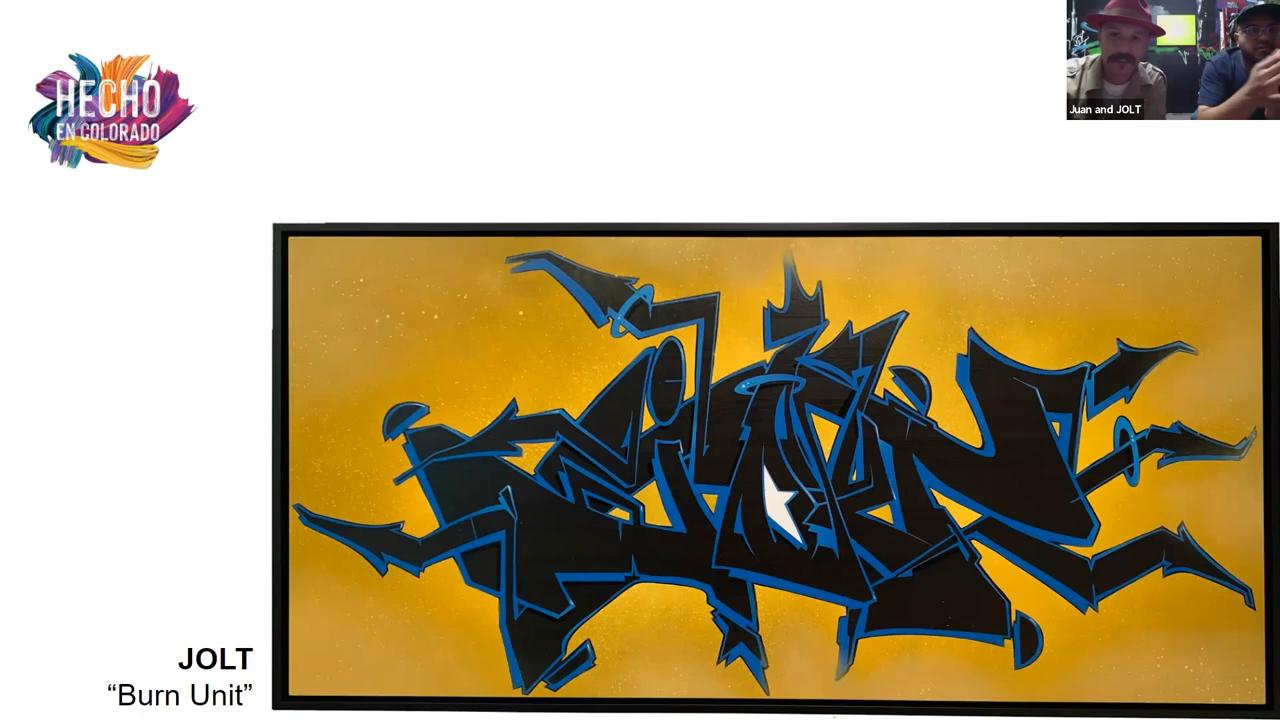 HECHO
EN COLORADO
Juan and JOLT
JOLT
“Burn Unit”